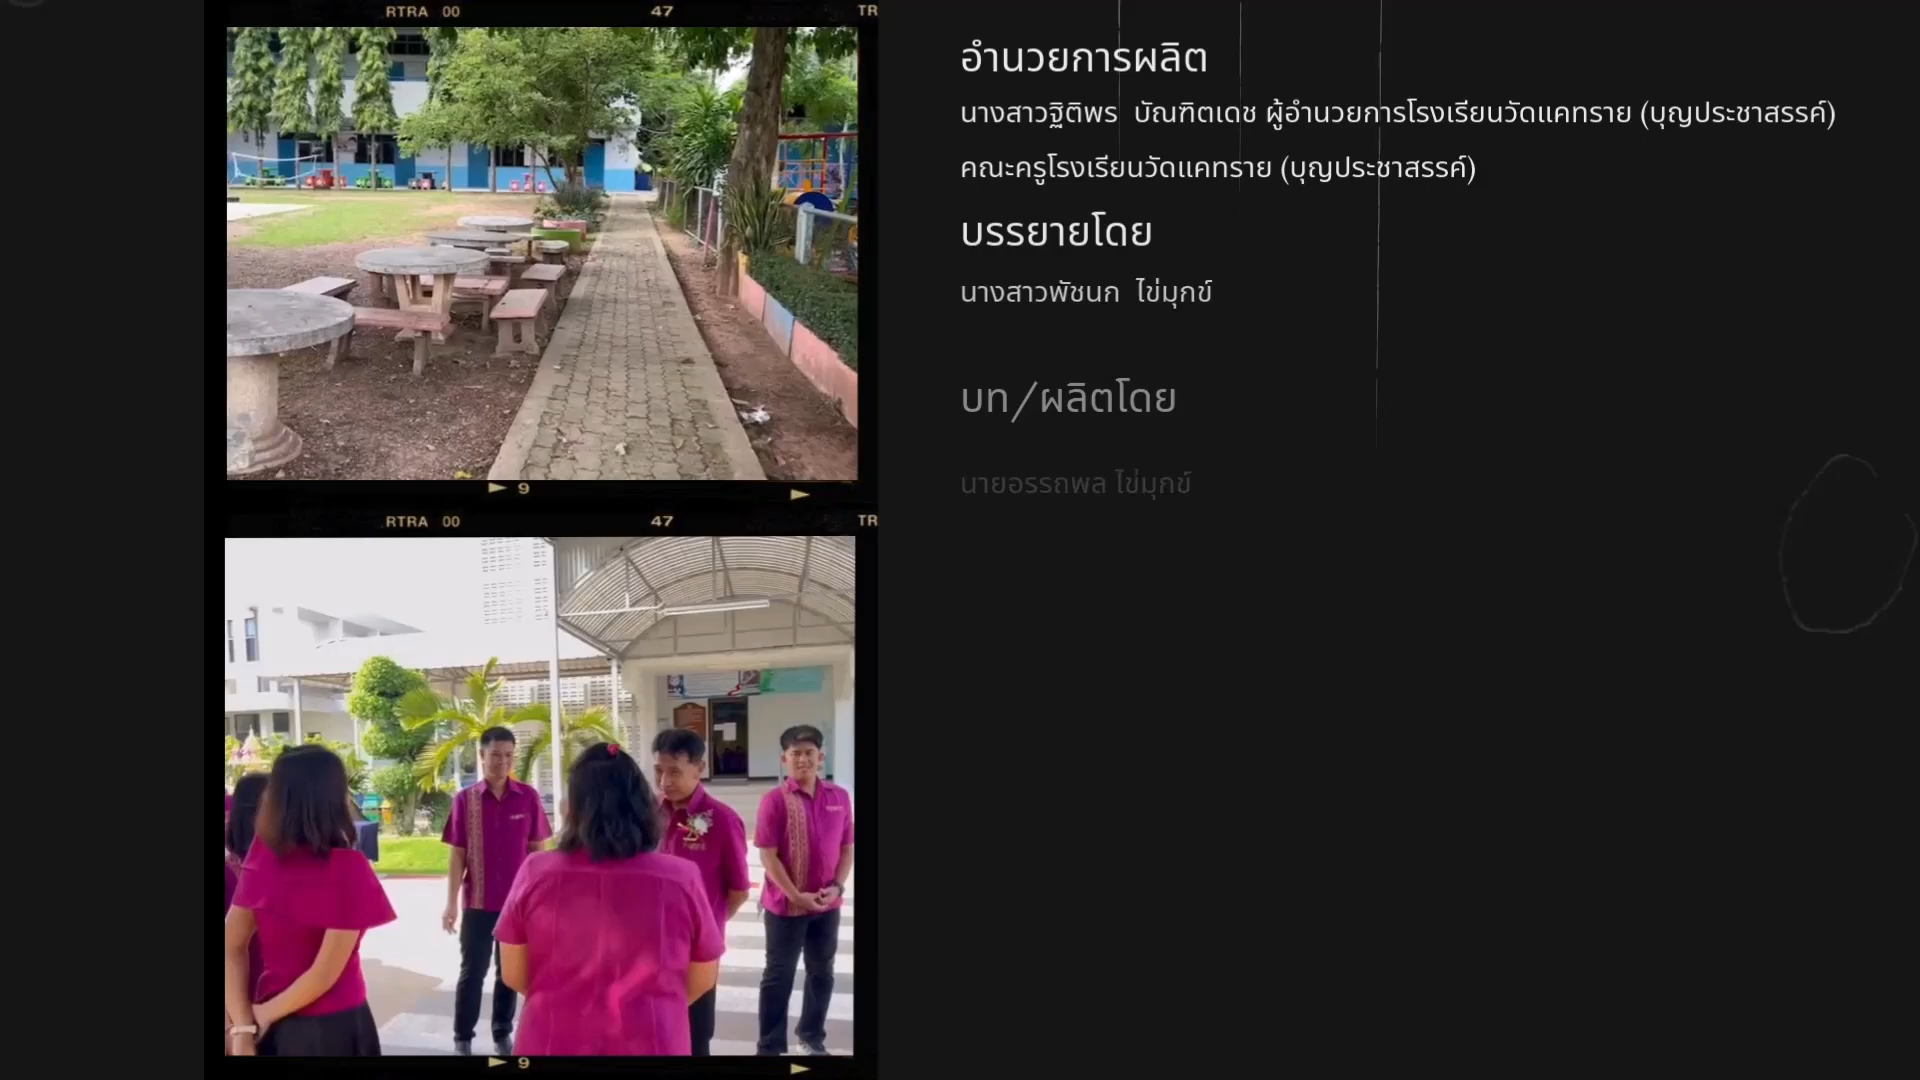 RTRA 00 47 TR
อำนวยการผลิต
นางสาวฐิติพร บัณฑิตเดช ผู้อำนวยการโรงเรียนวัดแคทราย (บุญประชาสรรค์)
คณะครูโรงเรียนวัดแคทราย (บุญประชาสรรค์)
บรรยายโดย
นางสาวพัชนก ไข่มุกข์
บท/ผลิตโดย
นายอรรถพล ไข่มุกข์
9
RTRA 00 47 TR
9